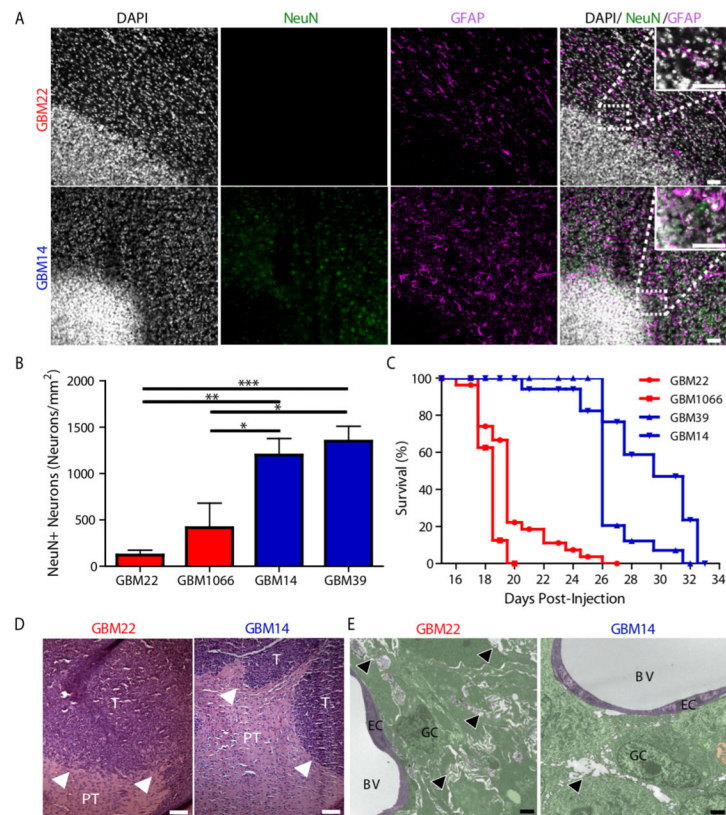 A
DAPI NeuN GFAP DAPI/ NeuN /GFAP
GBM22
GBM14
B
NeuN+ Neurons (Neurons/mm²)
2000
1500
1000
500
0
***
**
*
*
GBM22 GBM1066 GBM14 GBM39
C
Survival (%)
100
80
60
40
20
0
GBM22
GBM1066
GBM39
GBM14
16 18 20 22 24 26 28 30 32 34
Days Post-Injection
D
GBM22 GBM14
T
PT
T
T
PT
E
GBM22 GBM14
EC
GC
BV
BV
EC
GC